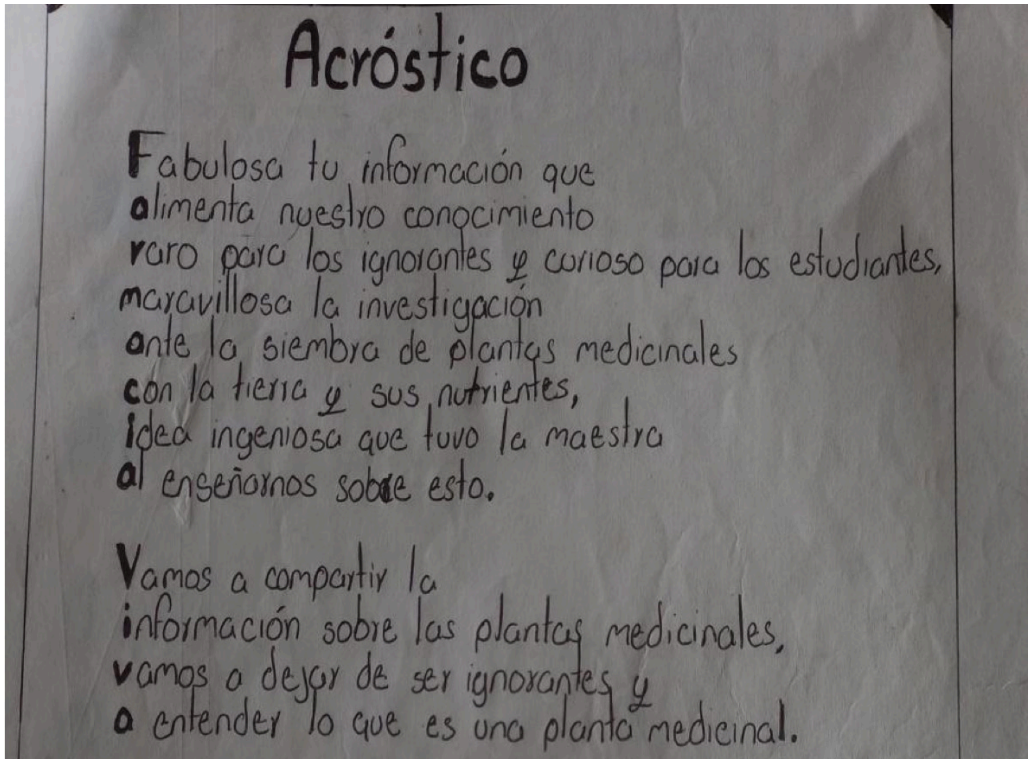 Acróstico
Fabulosa tu información que
alimenta nuestro conocimiento
raro para los ignorantes y curioso para los estudiantes,
maravillosa la investigación
ante la siembra de plantas medicinales
con la tierra y sus nutrientes,
idea ingeniosa que tuvo la maestra
al enseñarnos sobre esto.
Vamos a compartir la
información sobre las plantas medicinales,
vamos a dejar de ser ignorantes y
a entender lo que es una planta medicinal.